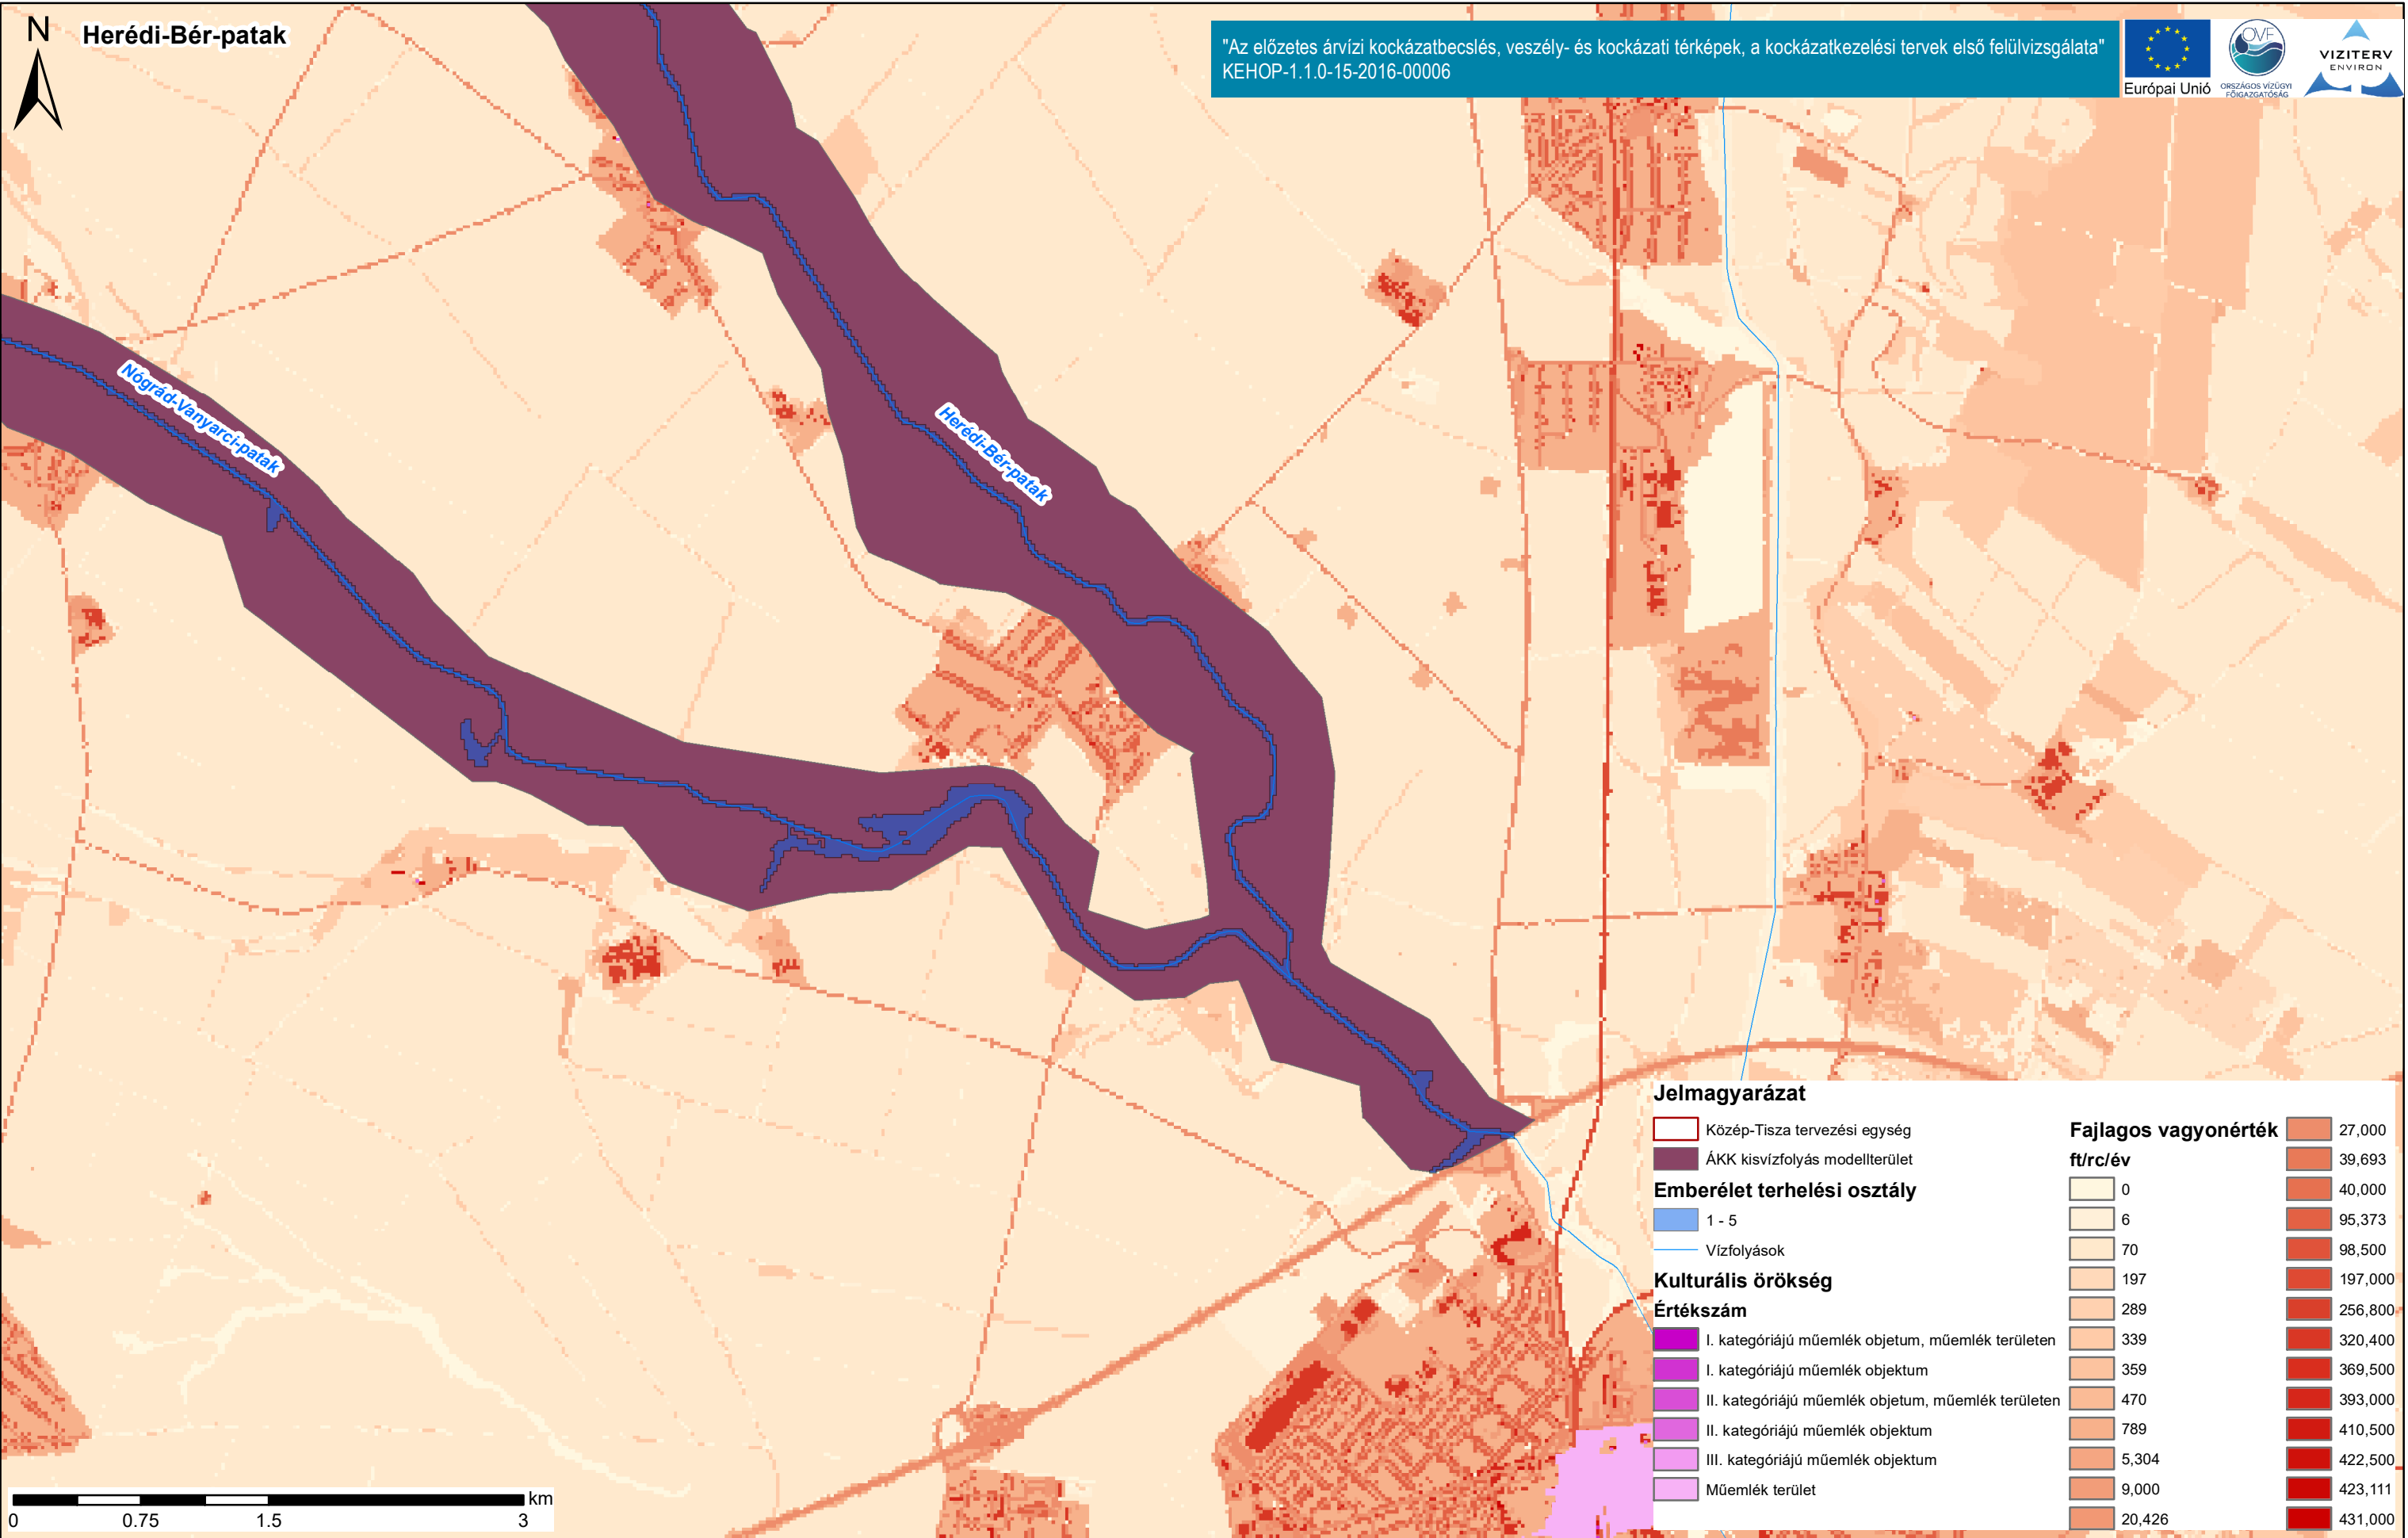 N
Herédi-Bér-patak
"Az előzetes árvízi kockázatbecslés, veszély- és kockázati térképek, a kockázatkezelési tervek első felülvizsgálata"
KEHOP-1.1.0-15-2016-00006
Európai Unió
OVF
ORSZÁGOS VÍZÜGYI
FŐIGAZGATÓSÁG
VIZITERV
ENVIRON
Nógrád-Vanyarci-patak
Herédi-Bér-patak
Jelmagyarázat
Közép-Tisza tervezési egység
ÁKK kisvízfolyás modellterület
Emberélet terhelési osztály
1 - 5
Vízfolyások
Kulturális örökség
Értékszám
I. kategóriájú műemlék objetum, műemlék területen
I. kategóriájú műemlék objektum
II. kategóriájú műemlék objetum, műemlék területen
II. kategóriájú műemlék objektum
III. kategóriájú műemlék objektum
Műemlék terület
Fajlagos vagyonérték
ft/rc/év
0
6
70
197
289
339
359
470
789
5,304
9,000
20,426
27,000
39,693
40,000
95,373
98,500
197,000
256,800
320,400
369,500
393,000
410,500
422,500
423,111
431,000
km
0 0.75 1.5 3